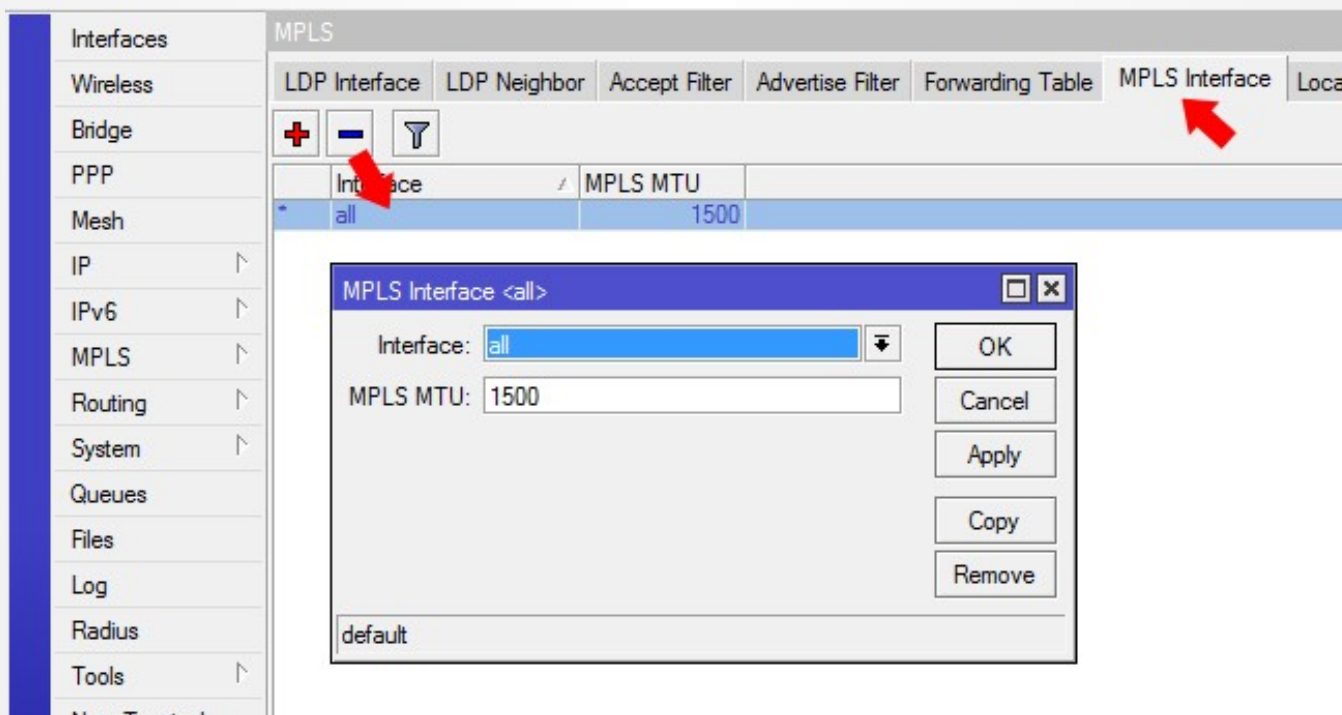 MPLS
Interfaces
Wireless
Bridge
PPP
Mesh
IP
IPv6
MPLS
Routing
System
Queues
Files
Log
Radius
Tools
LDP Interface LDP Neighbor Accept Filter Advertise Filter Forwarding Table MPLS Interface Loca
Interface MPLS MTU
* all 1500
MPLS Interface <all>
Interface: all
MPLS MTU: 1500
OK
Cancel
Apply
Copy
Remove
default